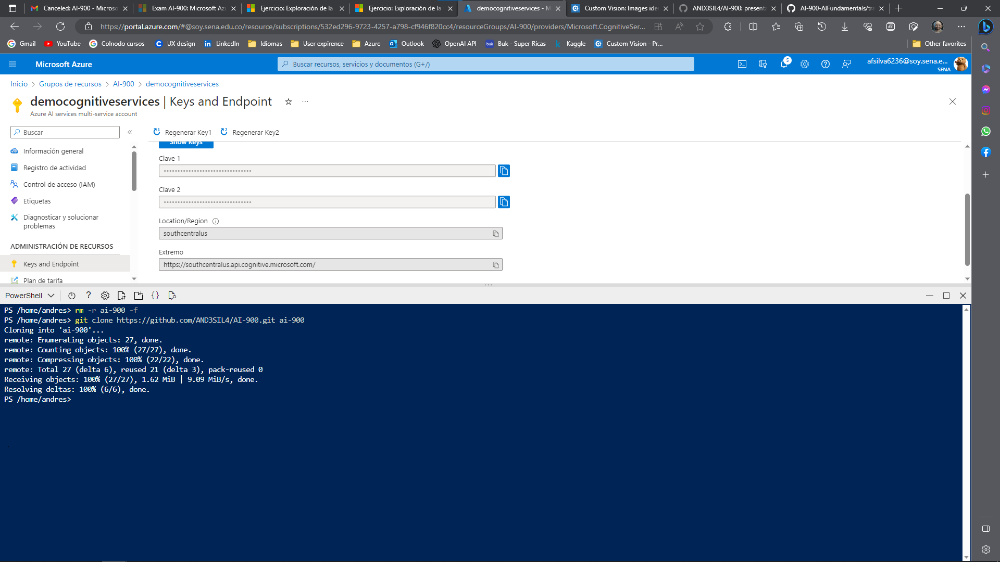 Canceled: AI-900 - Microso
Exam AI-900: Microsoft Azu
Ejercicio: Exploración de la
Ejercicio: Exploración de la
democognitiveservices - M
Custom Vision: Images ide
AND3SIL4/AI-900: presenta
AI-900-AIFundamentals/tra
https://portal.azure.com/#@soy.sena.edu.co/resource/subscriptions/532ed296-9723-4257-a798-cf946f820cc4/resourceGroups/AI-900/providers/Microsoft.CognitiveSer...
Gmail
YouTube
Colnodo cursos
UX design
LinkedIn
Idiomas
User expirence
Azure
Outlook
OpenAI API
Buk - Super Ricas
Kaggle
Custom Vision - Pr...
Other favorites
Microsoft Azure
Buscar recursos, servicios y documentos (G+/)
5
afsilva6236@soy.sena.e...
SENA
Inicio > Grupos de recursos > AI-900 > democognitiveservices
democognitiveservices | Keys and Endpoint
Azure AI services multi-service account
Buscar
Regenerar Key1
Regenerar Key2
Show Keys
Información general
Registro de actividad
Control de acceso (IAM)
Etiquetas
Diagnosticar y solucionar
problemas
ADMINISTRACIÓN DE RECURSOS
Keys and Endpoint
Plan de tarifa
Clave 1
Clave 2
Location/Region
southcentralus
Extremo
https://southcentralus.api.cognitive.microsoft.com/
PowerShell
PS /home/andres> rm -r ai-900 -f
PS /home/andres> git clone https://github.com/AND3SIL4/AI-900.git ai-900
Cloning into 'ai-900'...
remote: Enumerating objects: 27, done.
remote: Counting objects: 100% (27/27), done.
remote: Compressing objects: 100% (22/22), done.
remote: Total 27 (delta 6), reused 21 (delta 3), pack-reused 0
Receiving objects: 100% (27/27), 1.62 MiB | 9.09 MiB/s, done.
Resolving deltas: 100% (6/6), done.
PS /home/andres>